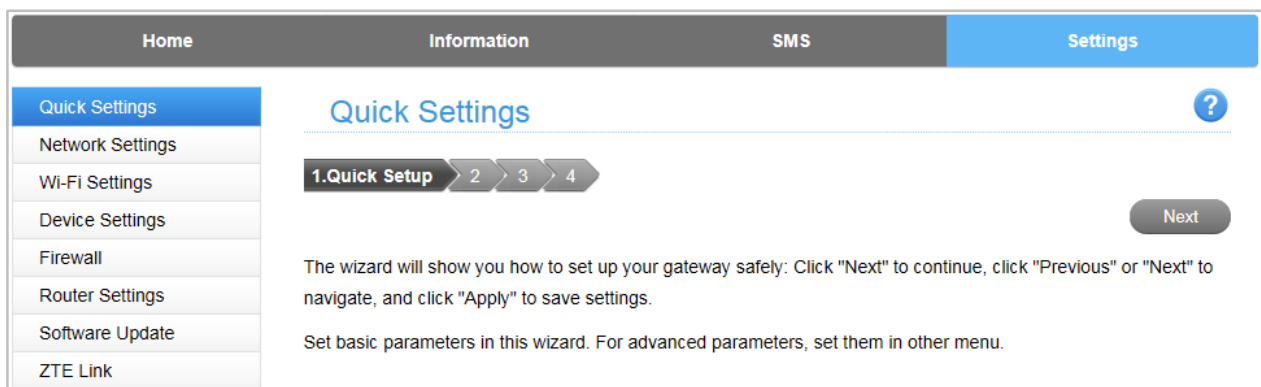 Home Information SMS Settings
Quick Settings
Network Settings
Wi-Fi Settings
Device Settings
Firewall
Router Settings
Software Update
ZTE Link
Quick Settings
?
1.Quick Setup 2 3 4
Next
The wizard will show you how to set up your gateway safely: Click "Next" to continue, click "Previous" or "Next" to
navigate, and click "Apply" to save settings.
Set basic parameters in this wizard. For advanced parameters, set them in other menu.